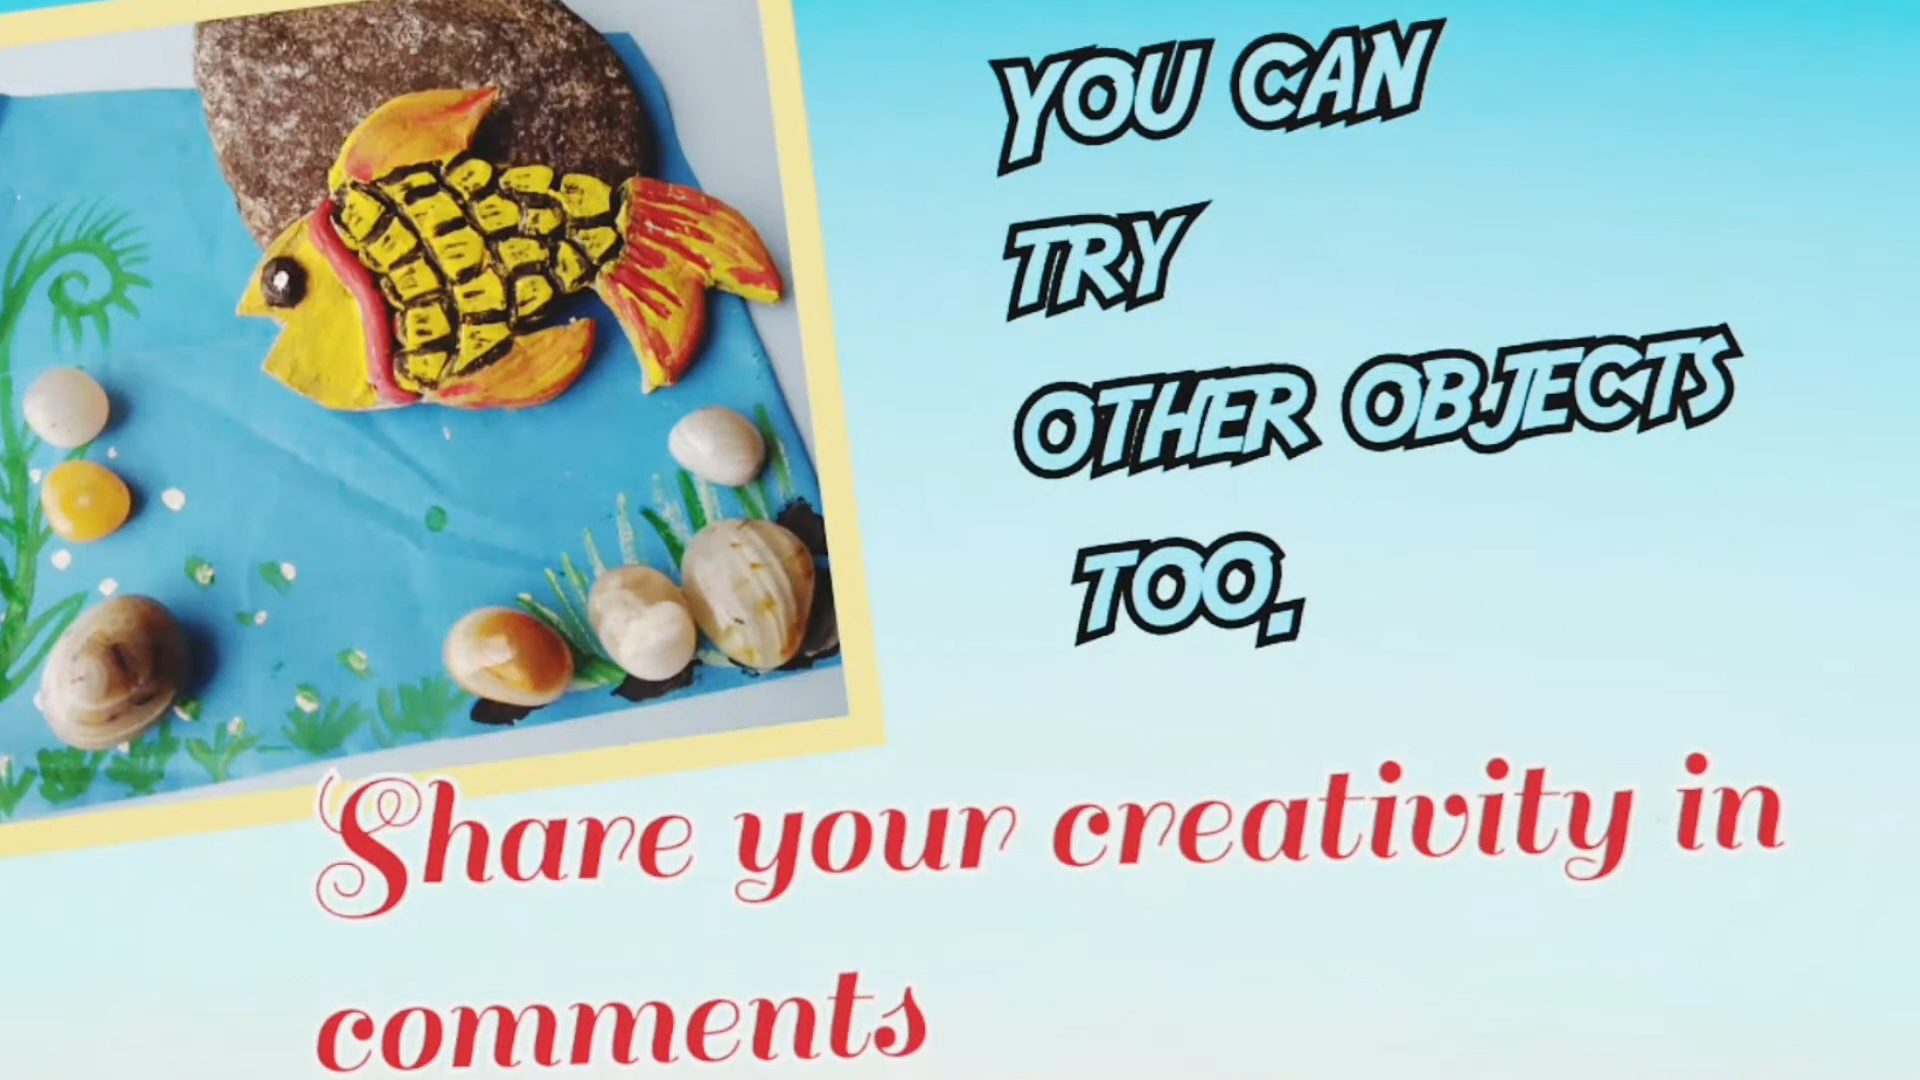 YOU CAN
TRY
OTHER OBJECTS
TOO.
Share your creativity in
comments